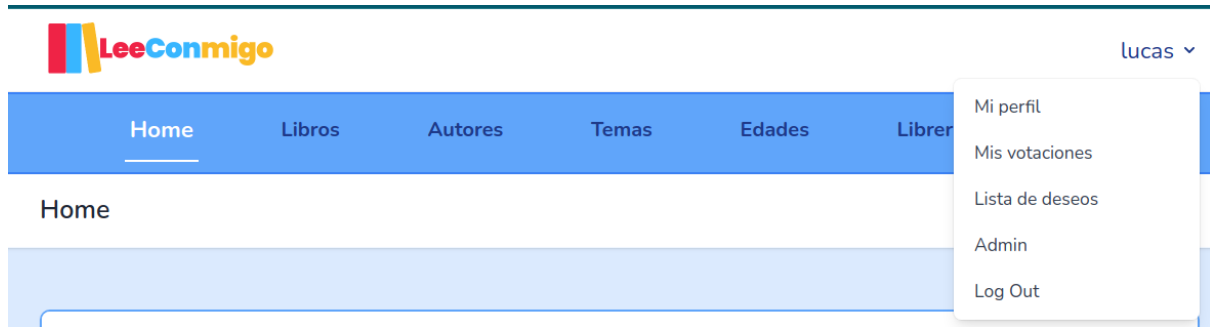 LeeConmigo
lucas
Home Libros Autores Temas Edades
Mi perfil
Mis votaciones
Lista de deseos
Admin
Log Out
Home